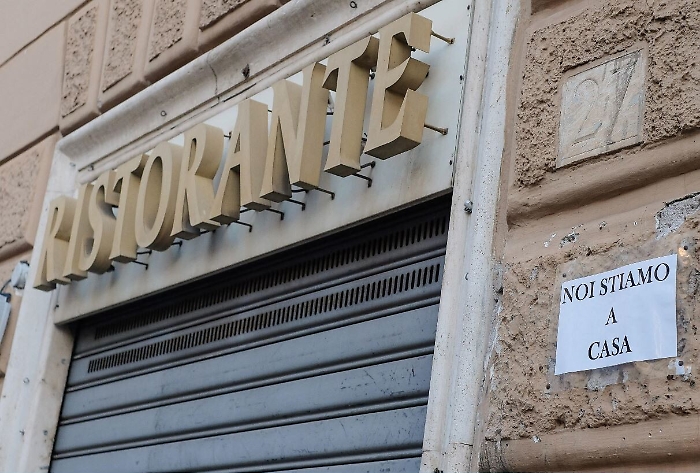 RISTORANTE
27
NOI STIAMO
A
CASA